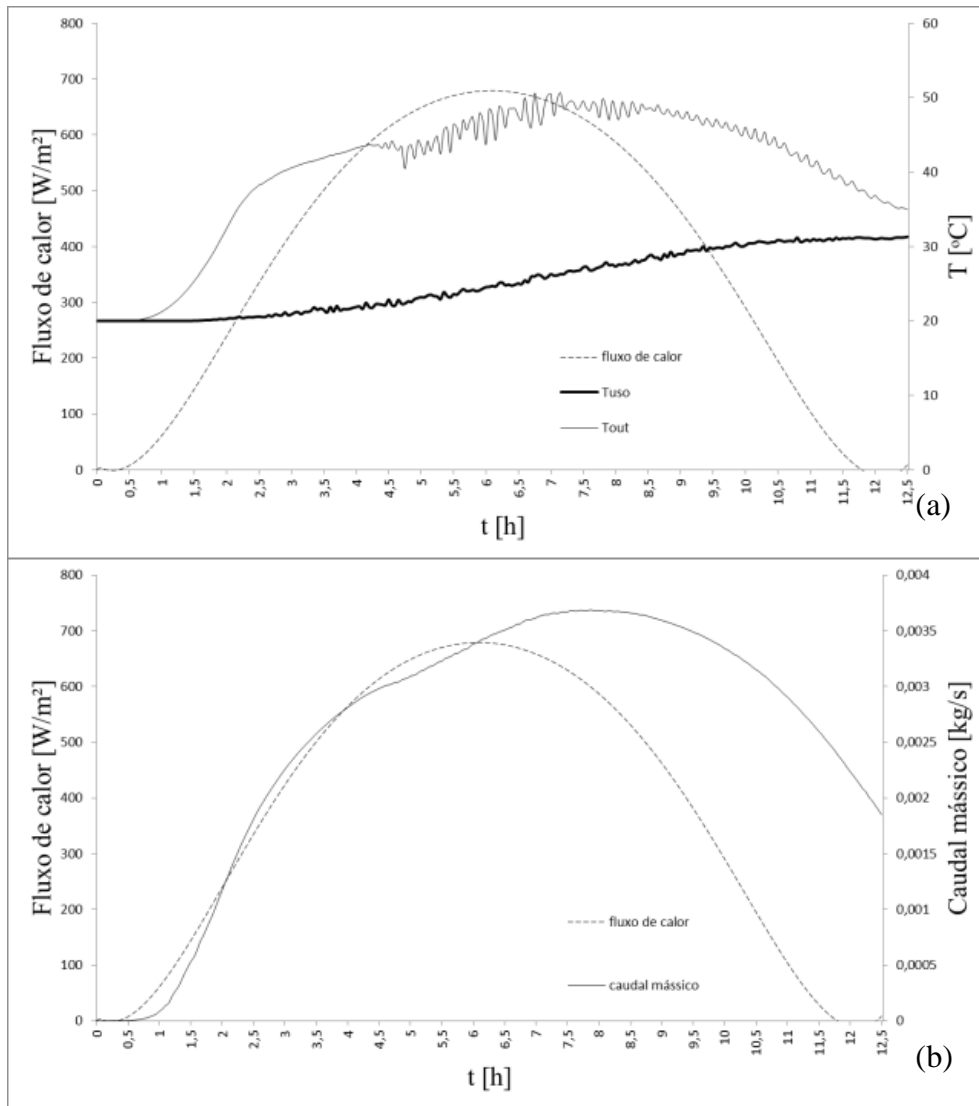 800
700
600
500
400
300
200
100
0
Fluxo de calor [W/m²]
60
50
40
30
20
10
0
T [ºC]
fluxo de calor
Tuso
Tout
0 0,5 1 1,5 2 2,5 3 3,5 4 4,5 5 5,5 6 6,5 7 7,5 8 8,5 9 9,5 10 10,5 11 11,5 12 12,5
t [h]
(a)
800
700
600
500
400
300
200
100
0
Fluxo de calor [W/m²]
0,004
0,0035
0,003
0,0025
0,002
0,0015
0,001
0,0005
0
Caudal mássico [kg/s]
fluxo de calor
caudal mássico
0 0,5 1 1,5 2 2,5 3 3,5 4 4,5 5 5,5 6 6,5 7 7,5 8 8,5 9 9,5 10 10,5 11 11,5 12 12,5
t [h]
(b)